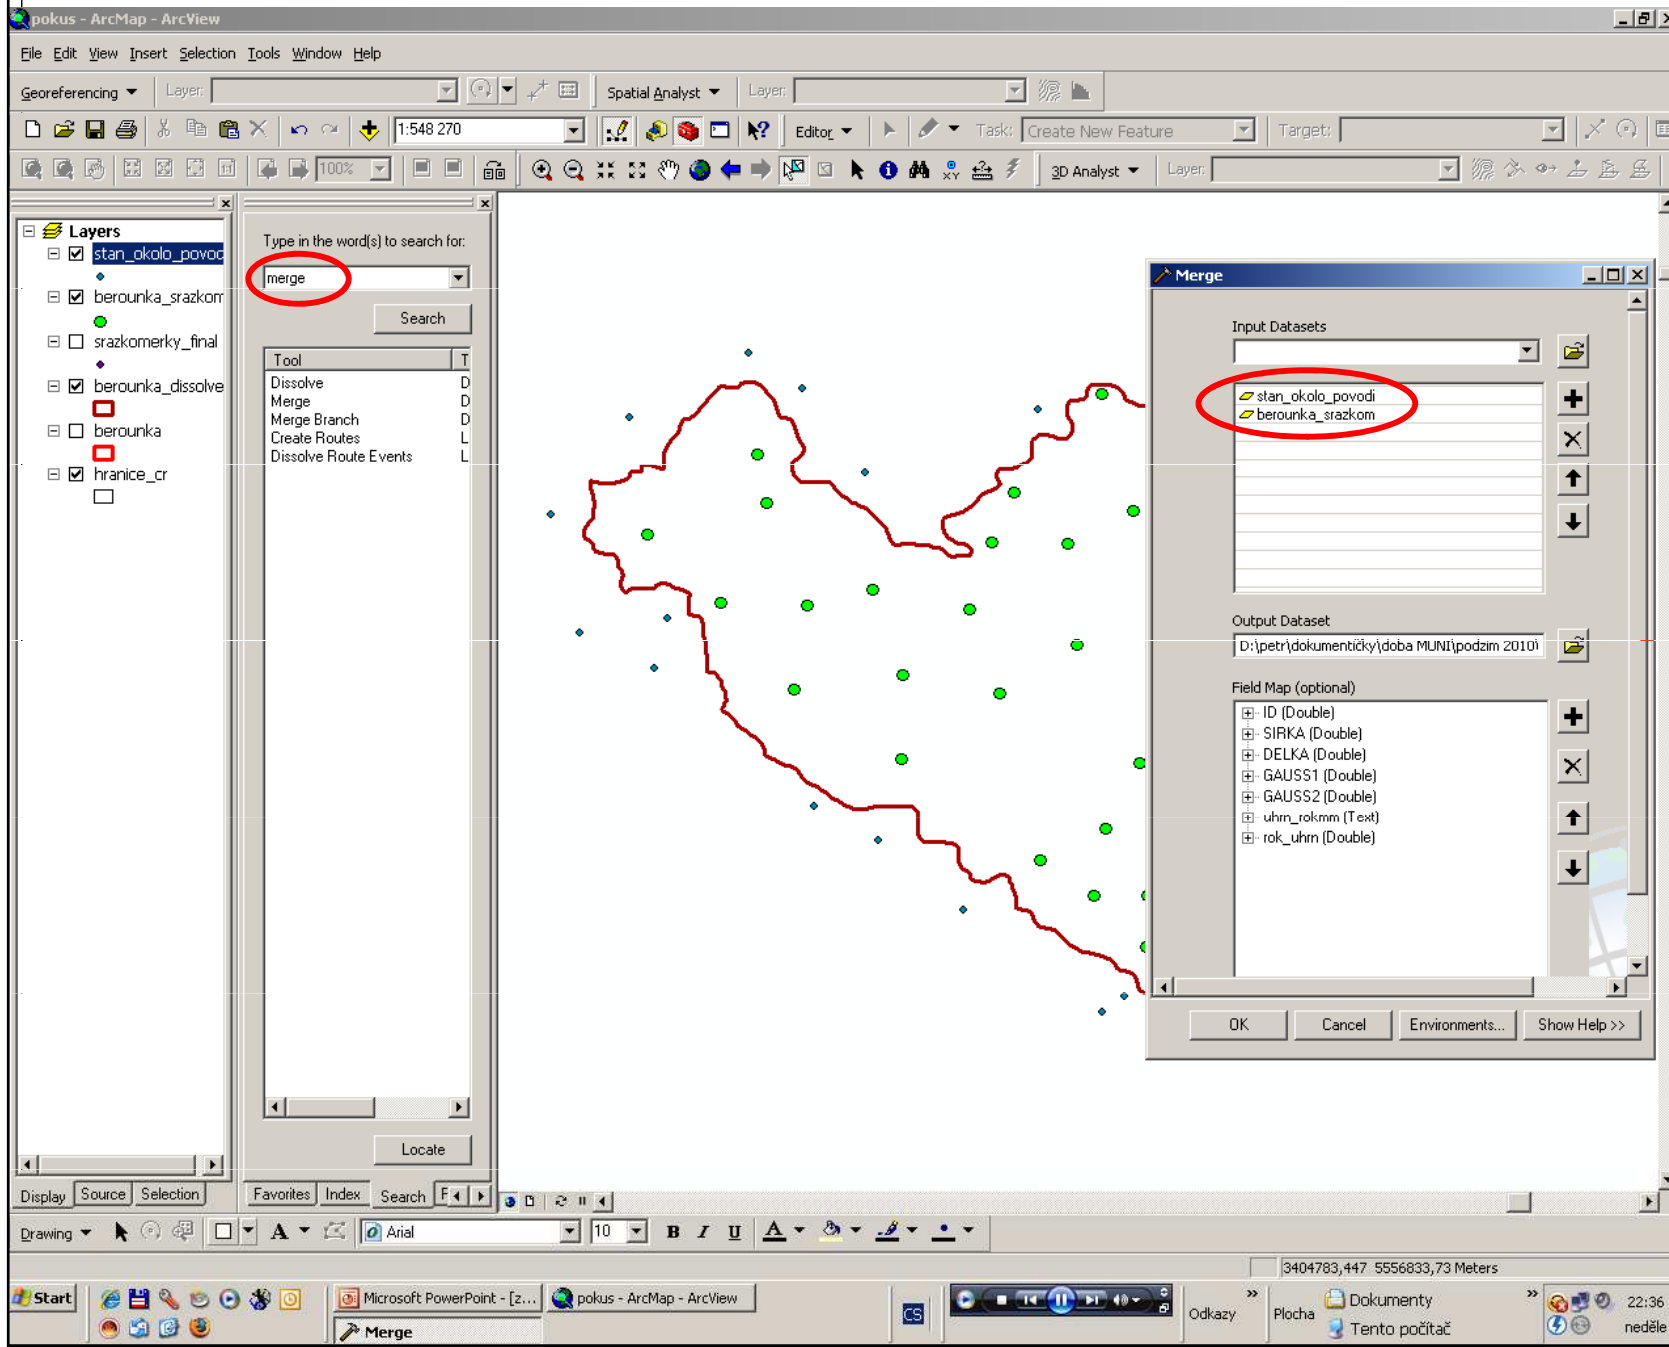 pokus - ArcMap - ArcView
File Edit View Insert Selection Tools Window Help
Georeferencing Layer: Spatial Analyst Layer:
1:548 270 Editor Task: Create New Feature Target:
100% 3D Analyst Layer:
Layers
stan_okolo_povod
berounka_srazkom
srazkomerky_final
berounka_dissolve
berounka
hranice_cr
Display Source Selection
Type in the word(s) to search for:
merge
Search
Tool T
Dissolve D
Merge D
Merge Branch D
Create Routes L
Dissolve Route Events L
Locate
Favorites Index Search
Merge
Input Datasets
stan_okolo_povodi
berounka_srazkom
Output Dataset
D:\petr\dokumentíčky\doba MUNI\podzim 2010\
Field Map (optional)
ID (Double)
SIRKA (Double)
DELKA (Double)
GAUSS1 (Double)
GAUSS2 (Double)
uhrn_rokmm (Text)
rok_uhrn (Double)
OK Cancel Environments... Show Help >>
Drawing A Arial 10 B I U A
3404783,447 5556833,73 Meters
Start Microsoft PowerPoint - [z... pokus - ArcMap - ArcView CS Odkazy » Plocha Dokumenty » 22:36
Merge Tento počítač neděle